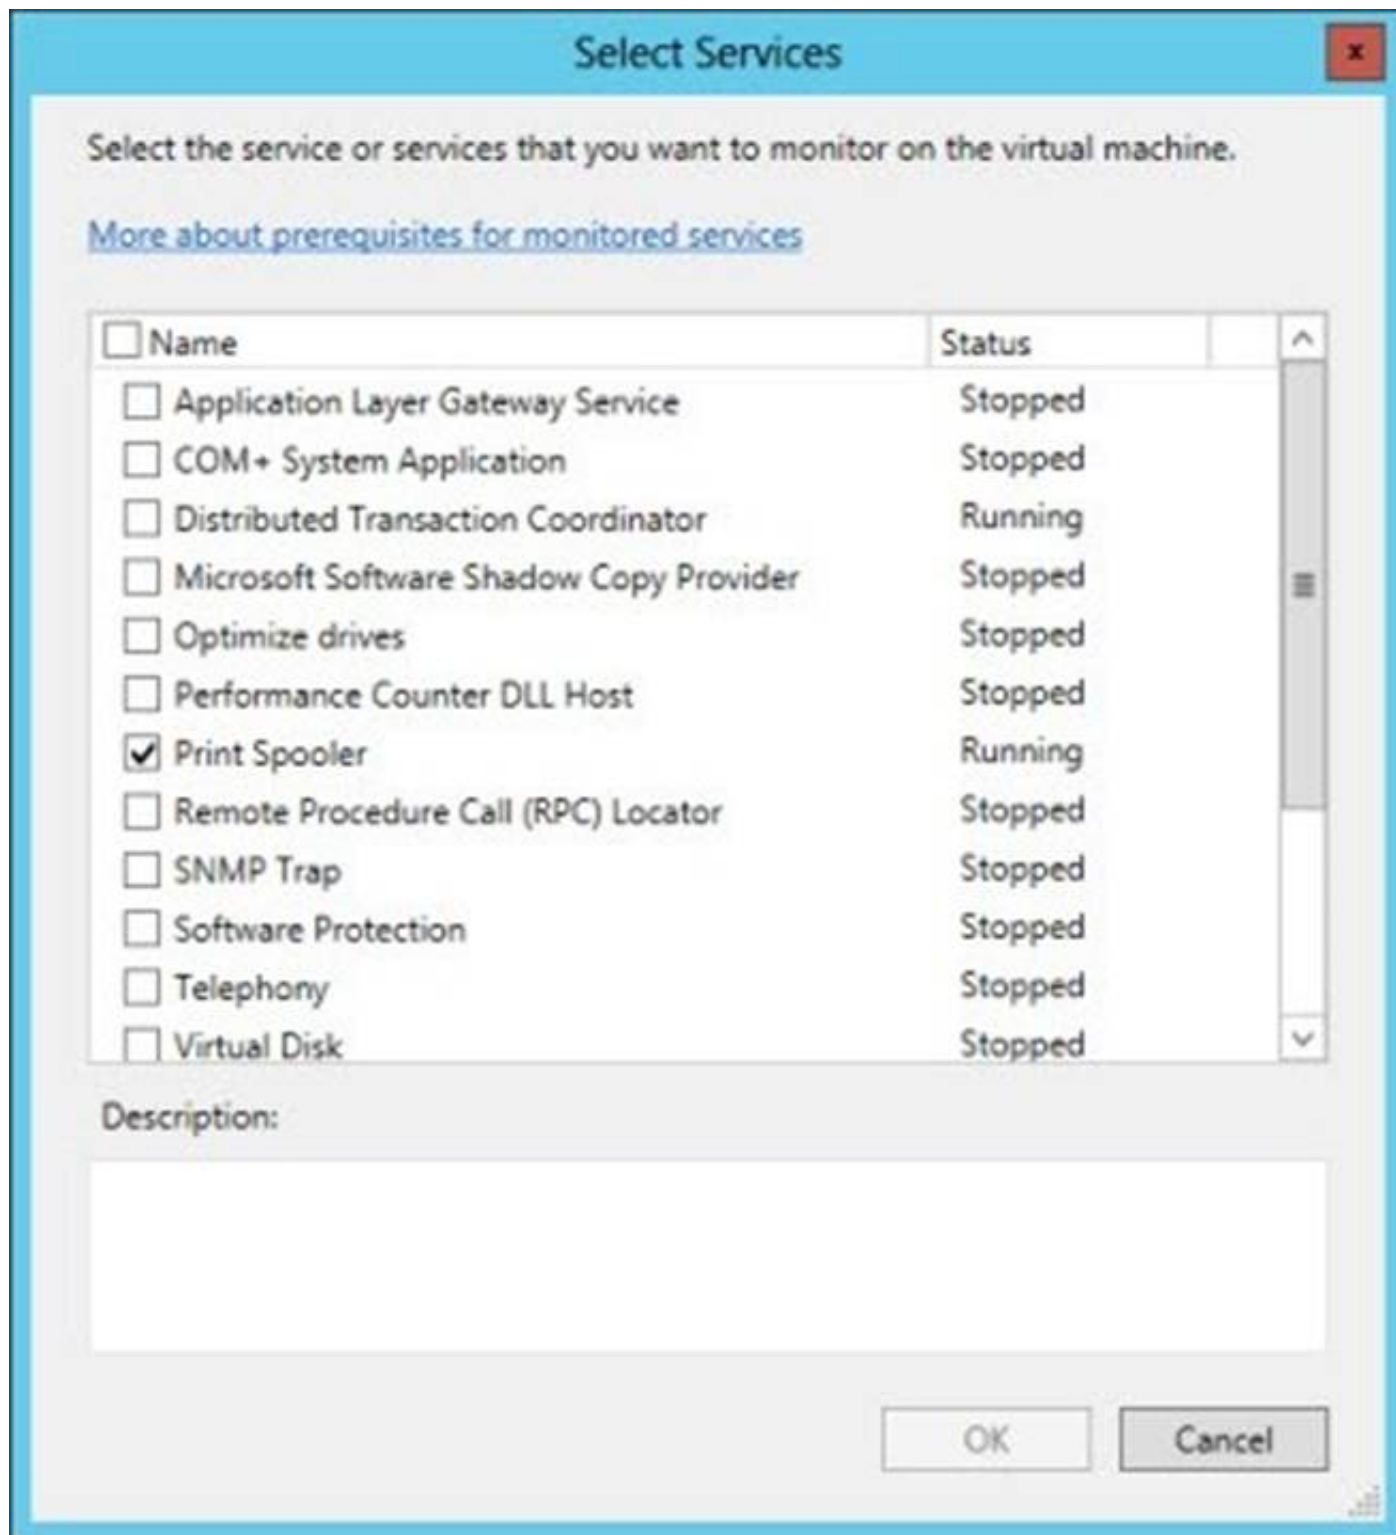 Select Services
x
Select the service or services that you want to monitor on the virtual machine.
More about prerequisites for monitored services
Name Status
Application Layer Gateway Service Stopped
COM+ System Application Stopped
Distributed Transaction Coordinator Running
Microsoft Software Shadow Copy Provider Stopped
Optimize drives Stopped
Performance Counter DLL Host Stopped
Print Spooler Running
Remote Procedure Call (RPC) Locator Stopped
SNMP Trap Stopped
Software Protection Stopped
Telephony Stopped
Virtual Disk Stopped
Description:
OK Cancel